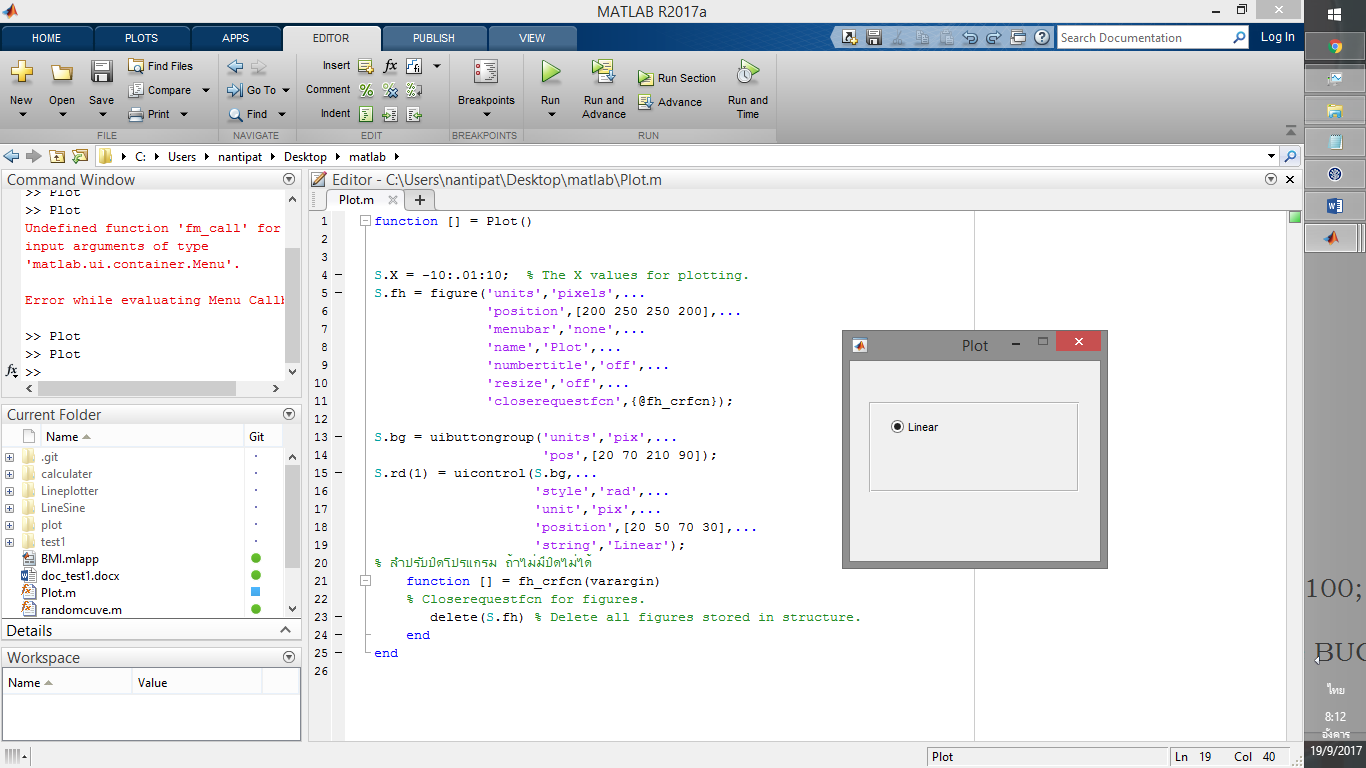 MATLAB R2017a
HOME PLOTS APPS EDITOR PUBLISH VIEW
Search Documentation
Log In
New Open Save
Find Files
Compare
Print
FILE
Go To
Find
NAVIGATE
Insert fx
Comment
Indent
EDIT
Breakpoints
BREAKPOINTS
Run
Run and Advance
Run Section
Advance
Run and Time
RUN
C: Users nantipat Desktop matlab
Command Window
>> Plot
>> Plot
Undefined function 'fm_call' for
input arguments of type
'matlab.ui.container.Menu'.
Error while evaluating Menu Callb
>> Plot
>> Plot
fx >>
Current Folder
Name Git
.git
calculater
Lineplotter
LineSine
plot
test1
BMI.mlapp
doc_test1.docx
Plot.m
randomcuve.m
Details
Workspace
Name Value
Editor - C:\Users\nantipat\Desktop\matlab\Plot.m
Plot.m
1 function [] = Plot()
2
3
4 S.X = -10:.01:10;  % The X values for plotting.
5 S.fh = figure('units','pixels',...
6 'position',[200 250 250 200],...
7 'menubar','none',...
8 'name','Plot',...
9 'numbertitle','off',...
10 'resize','off',...
11 'closerequestfcn',{@fh_crfcn});
12
13 S.bg = uibuttongroup('units','pix',...
14 'pos',[20 70 210 90]);
15 S.rd(1) = uicontrol(S.bg,...
16 'style','rad',...
17 'unit','pix',...
18 'position',[20 50 70 30],...
19 'string','Linear');
20 % สำปรับปิดโปรแกรม ถ้าไม่มีปิดไม่ได้
21 function [] = fh_crfcn(varargin)
22 % Closerequestfcn for figures.
23 delete(S.fh) % Delete all figures stored in structure.
24 end
25 end
26
Plot
Linear
Plot
Ln 19 Col 40
100;
BUC
ไทย
8:12
อังคาร
19/9/2017